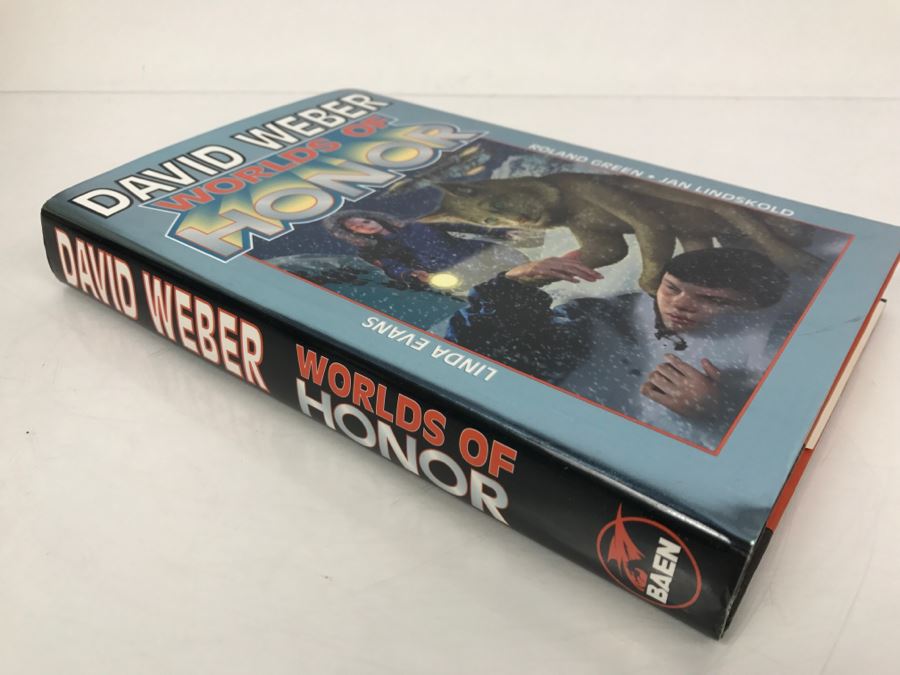 DAVID WEBER
WORLDS OF
HONOR
ROLAND GREEN • JAN LINDSKOLD
LINDA EVANS
DAVID WEBER
WORLDS OF
HONOR
BAEN